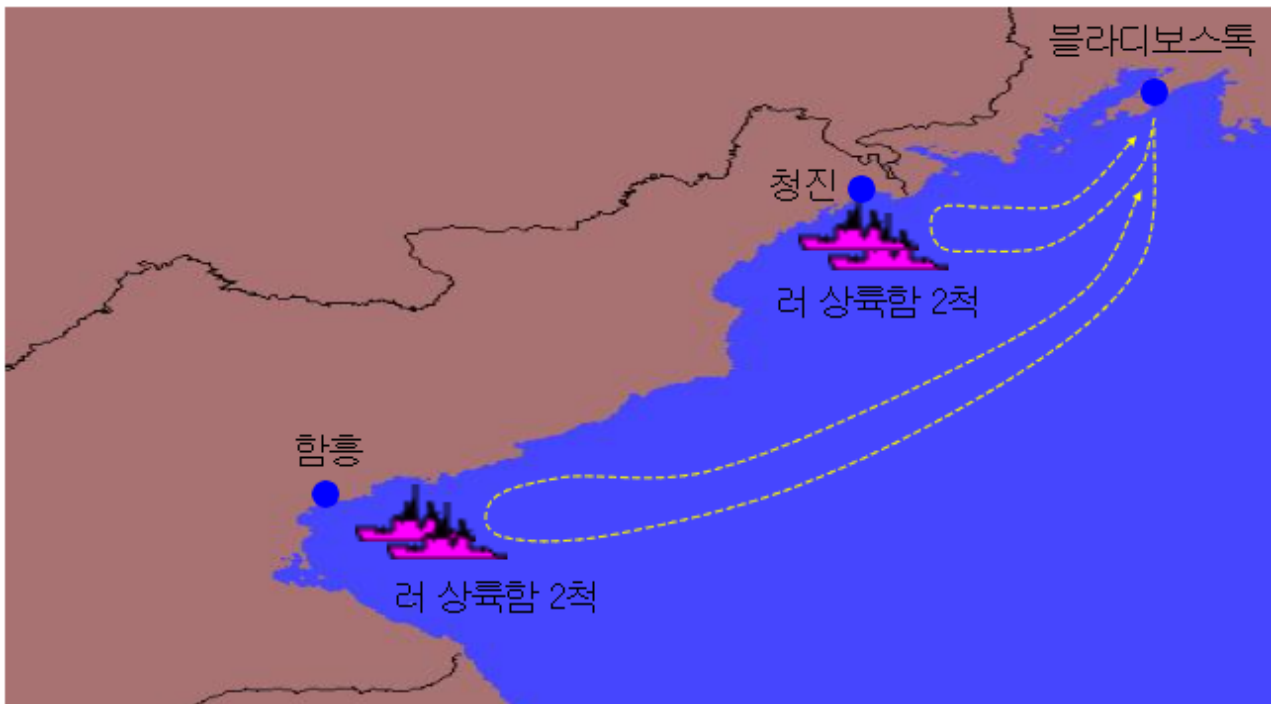 블라디보스톡
청진
러 상륙함 2척
함흥
러 상륙함 2척